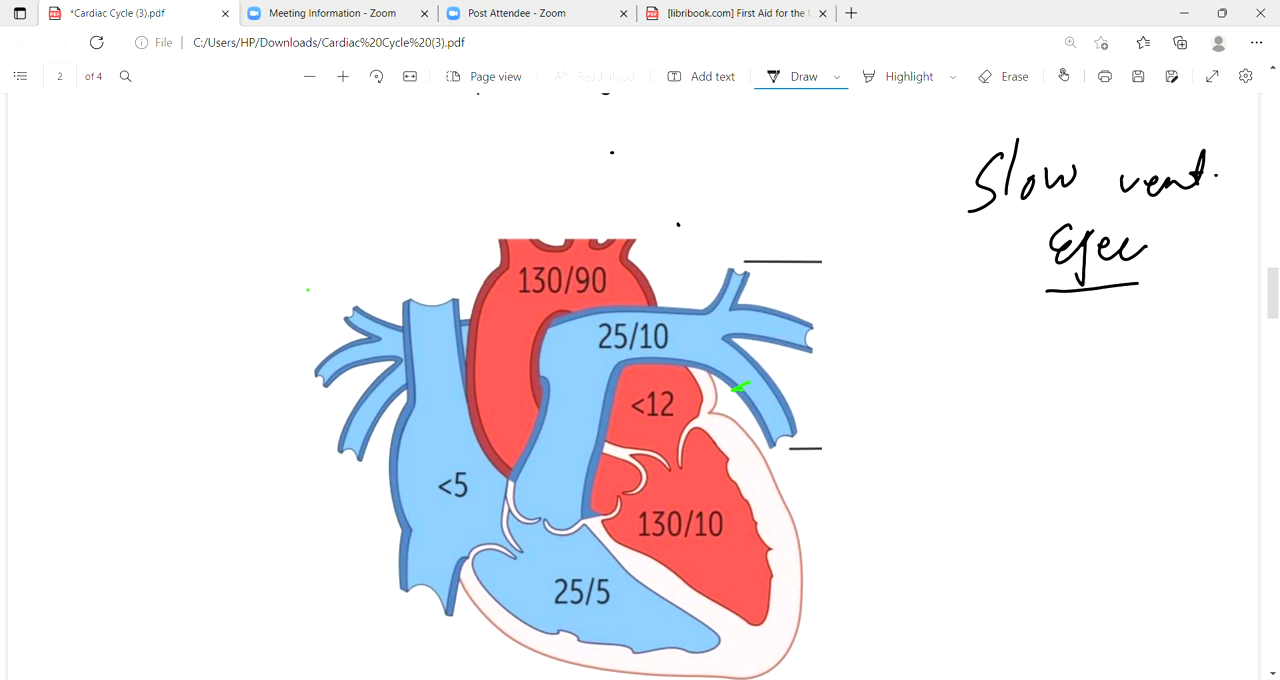 *Cardiac Cycle (3).pdf
Meeting Information - Zoom
Post Attendee - Zoom
[libribook.com] First Aid for the
File
C:/Users/HP/Downloads/Cardiac%20Cycle%20(3).pdf
2 of 4
Page view
Read aloud
Add text
Draw
Highlight
Erase
Slow vent.
Ejec
130/90
25/10
<12
<5
130/10
25/5